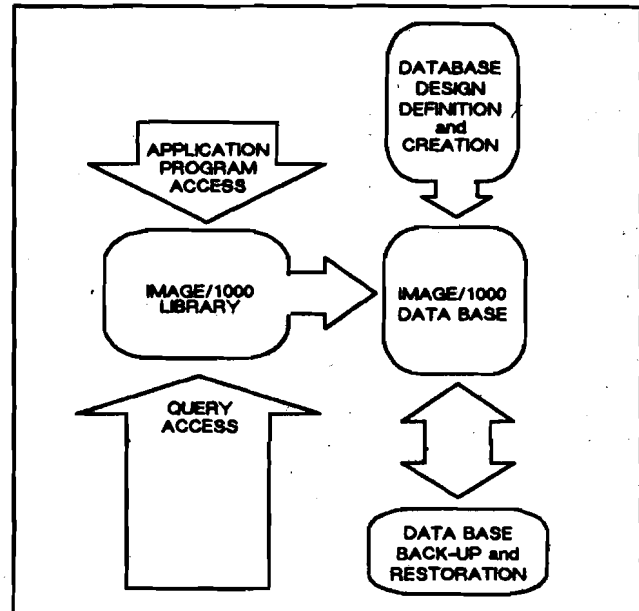 DATABASE
DESIGN
DEFINITION
and
CREATION
APPLICATION
PROGRAM
ACCESS
IMAGE/1000
LIBRARY
IMAGE/1000
DATA BASE
QUERY
ACCESS
DATA BASE
BACK-UP and
RESTORATION